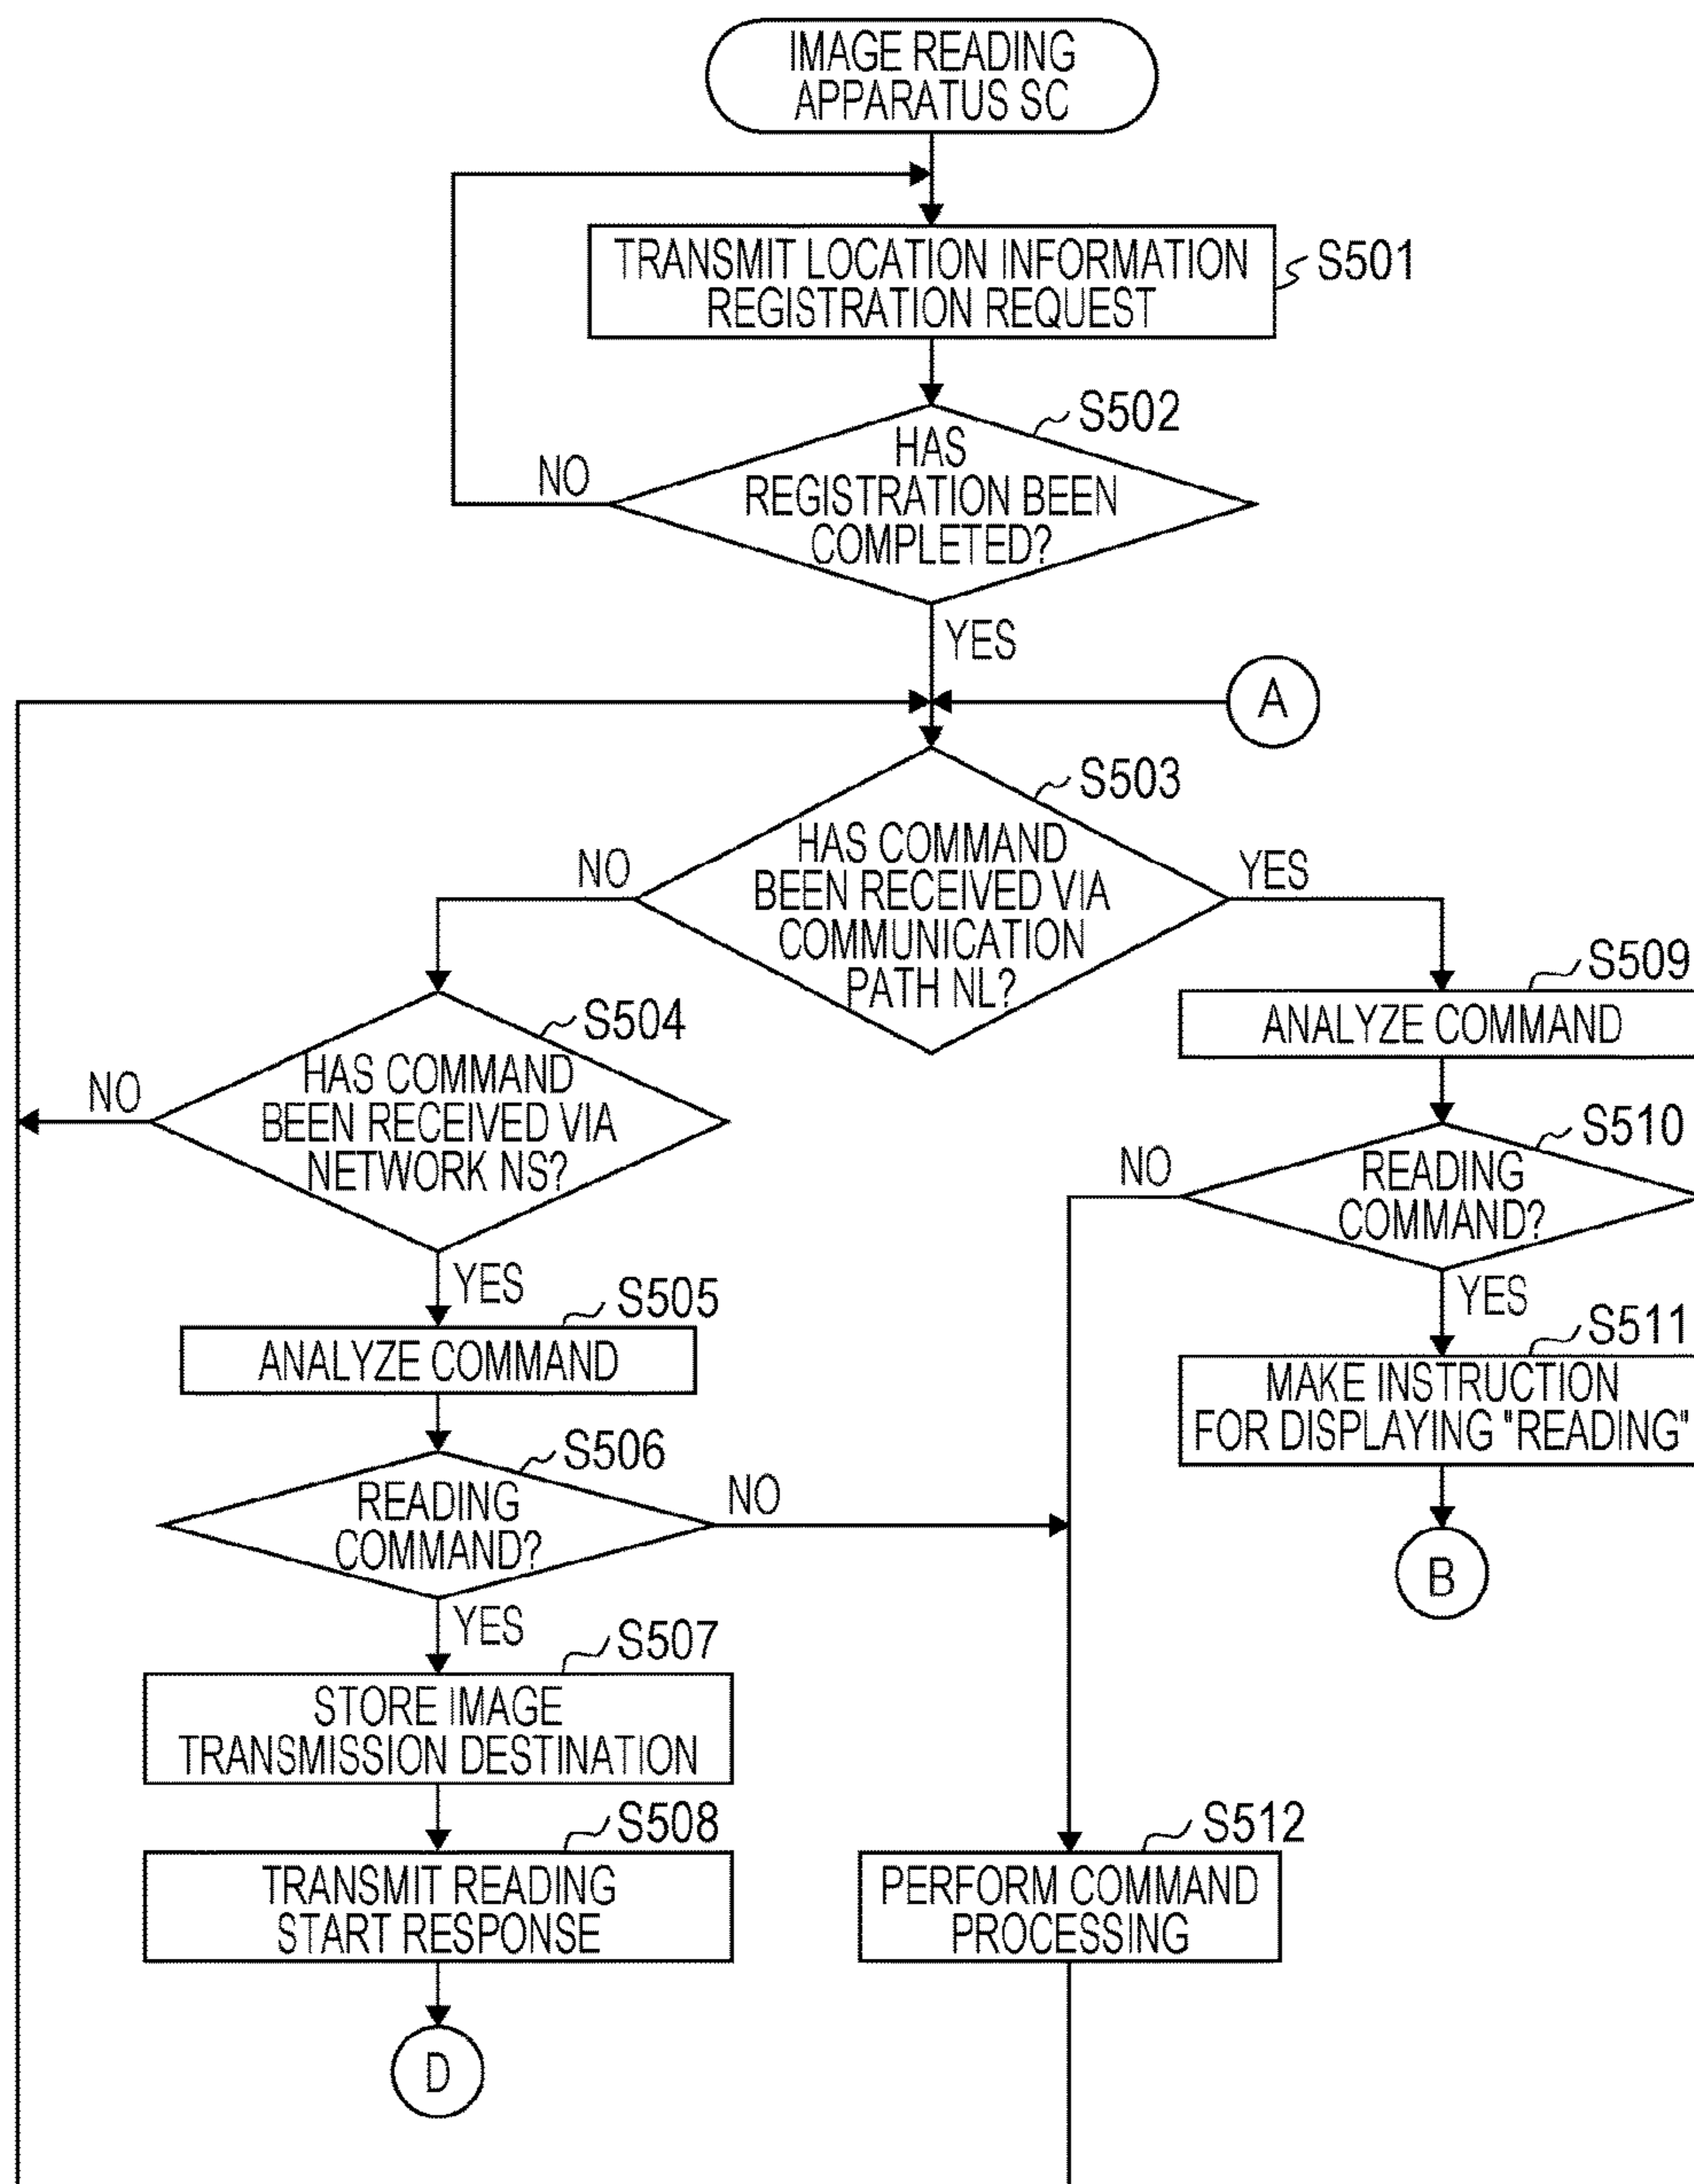 IMAGE READING
APPARATUS SC
TRANSMIT LOCATION INFORMATION
REGISTRATION REQUEST
S501
S502
HAS
REGISTRATION BEEN
COMPLETED?
NO
YES
A
S503
HAS COMMAND
BEEN RECEIVED VIA
COMMUNICATION
PATH NL?
NO
YES
S504
HAS COMMAND
BEEN RECEIVED VIA
NETWORK NS?
NO
YES
S505
ANALYZE COMMAND
S506
READING
COMMAND?
NO
YES
S507
STORE IMAGE
TRANSMISSION DESTINATION
S508
TRANSMIT READING
START RESPONSE
D
S509
ANALYZE COMMAND
S510
READING
COMMAND?
NO
YES
S511
MAKE INSTRUCTION
FOR DISPLAYING "READING"
B
S512
PERFORM COMMAND
PROCESSING